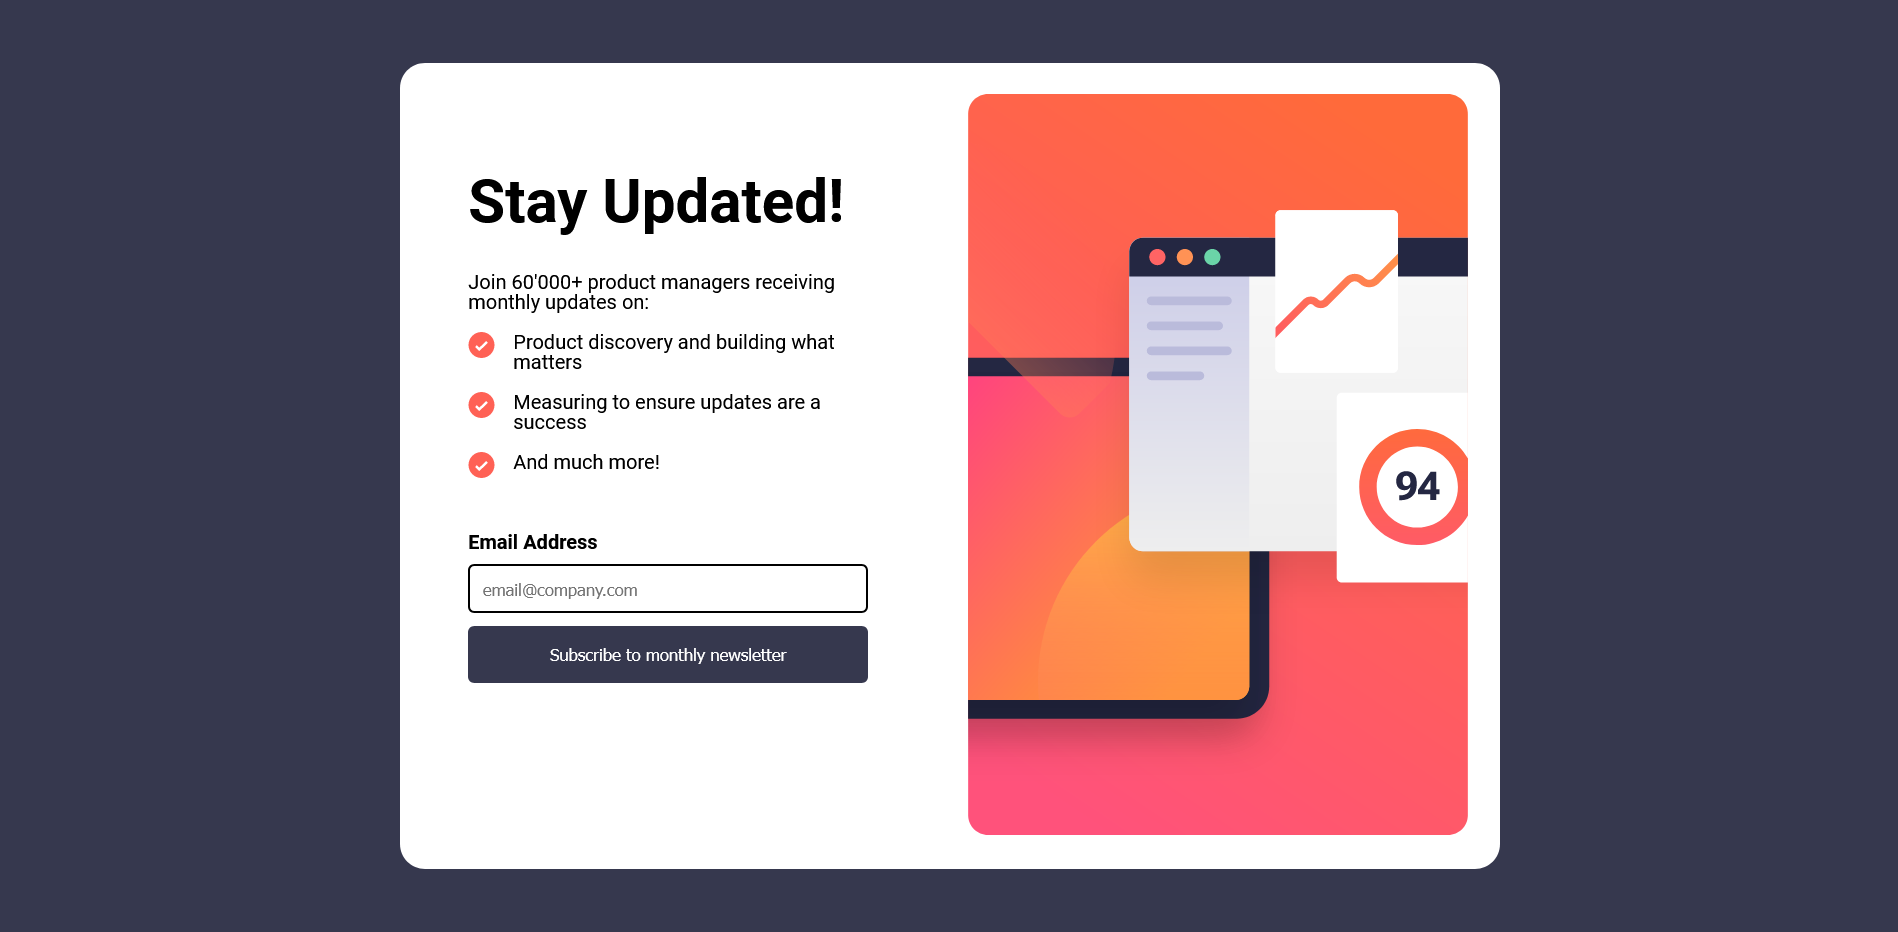 Stay Updated!
Join 60'000+ product managers receiving
monthly updates on:
Product discovery and building what
matters
Measuring to ensure updates are a
success
And much more!
Email Address
email@company.com
Subscribe to monthly newsletter
94